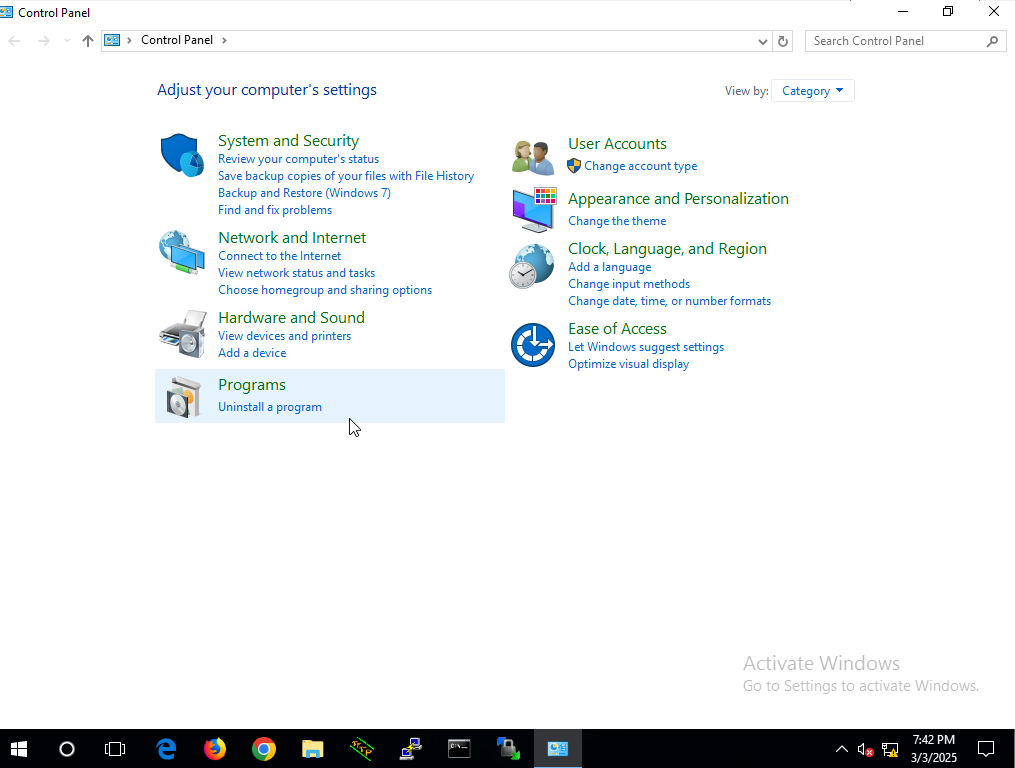 Control Panel
Control Panel
Search Control Panel
Adjust your computer's settings
View by: Category
System and Security
Review your computer's status
Save backup copies of your files with File History
Backup and Restore (Windows 7)
Find and fix problems
Network and Internet
Connect to the Internet
View network status and tasks
Choose homegroup and sharing options
Hardware and Sound
View devices and printers
Add a device
Programs
Uninstall a program
User Accounts
Change account type
Appearance and Personalization
Change the theme
Clock, Language, and Region
Add a language
Change input methods
Change date, time, or number formats
Ease of Access
Let Windows suggest settings
Optimize visual display
Activate Windows
Go to Settings to activate Windows.
7:42 PM
3/3/2025